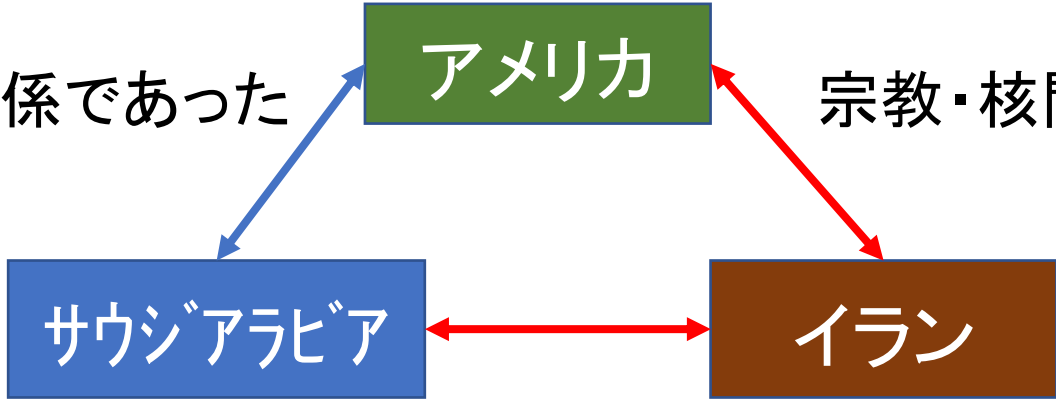 アメリカ
係であった
宗教・核
サウジアラビア
イラン